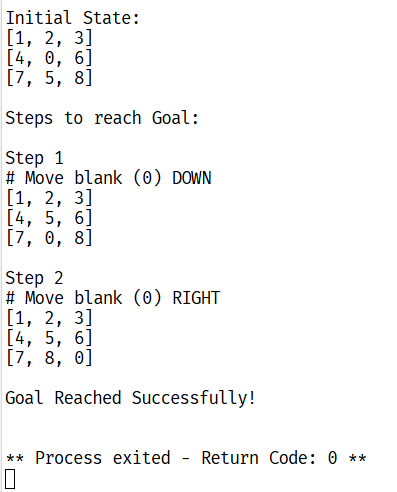 Initial State:
[1, 2, 3]
[4, 0, 6]
[7, 5, 8]
Steps to reach Goal:
Step 1
# Move blank (0) DOWN
[1, 2, 3]
[4, 5, 6]
[7, 0, 8]
Step 2
# Move blank (0) RIGHT
[1, 2, 3]
[4, 5, 6]
[7, 8, 0]
Goal Reached Successfully!
** Process exited - Return Code: 0 **